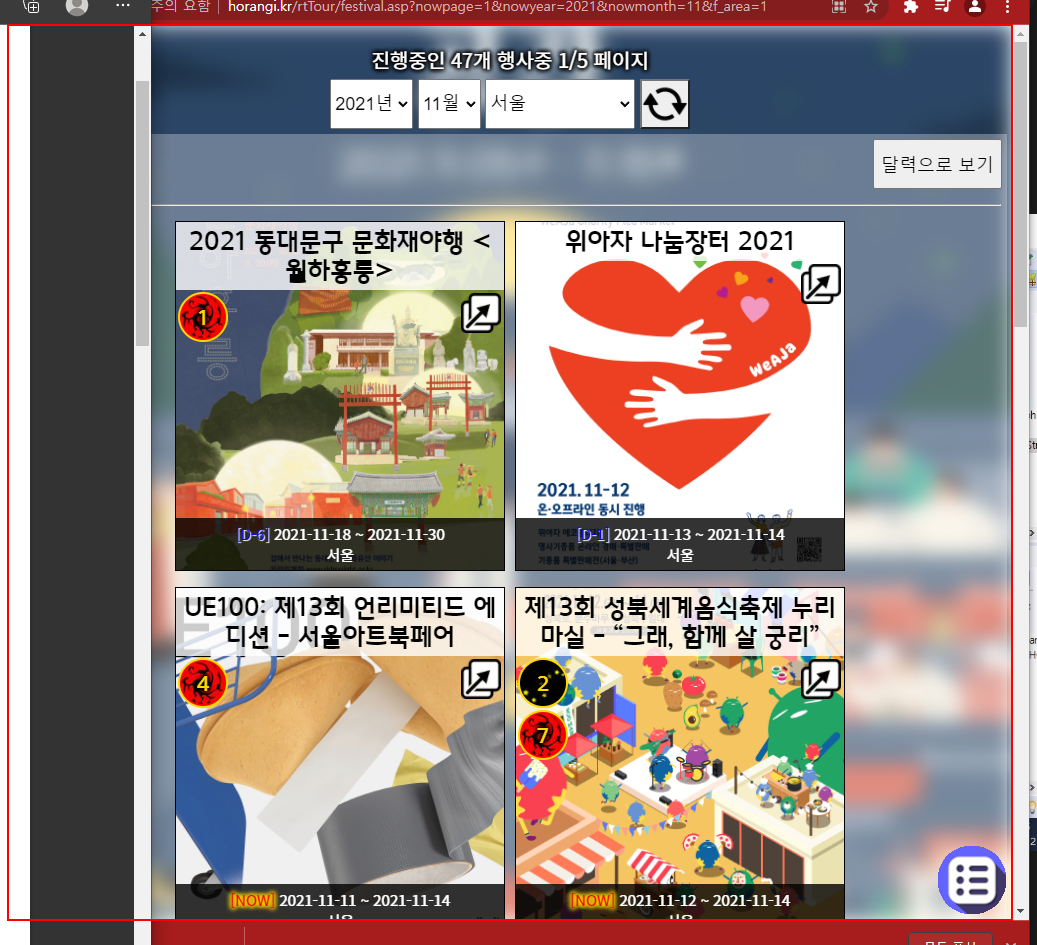 주의 요함 horangi.kr/rtTour/festival.asp?nowpage=1&nowyear=2021&nowmonth=11&f_area=1
진행중인 47개 행사중 1/5 페이지
2021년 11월 서울
달력으로 보기
2021 동대문구 문화재야행 <
월하홍릉>
1
[D-6] 2021-11-18 ~ 2021-11-30
서울
위아자 나눔장터 2021
WeAJa
2021. 11-12
온·오프라인 동시 진행
[D-1] 2021-11-13 ~ 2021-11-14
서울
UE100: 제13회 언리미티드 에
디션 - 서울아트북페어
4
[NOW] 2021-11-11 ~ 2021-11-14
제13회 성북세계음식축제 누리
마실 - “그래, 함께 살 궁리”
2
7
[NOW] 2021-11-12 ~ 2021-11-14